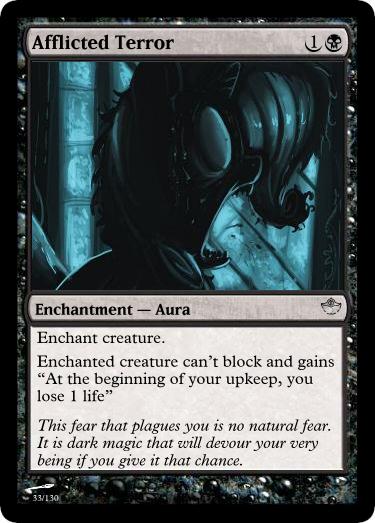 Afflicted Terror 1
Enchantment — Aura
Enchant creature.
Enchanted creature can't block and gains
“At the beginning of your upkeep, you
lose 1 life”
This fear that plagues you is no natural fear.
It is dark magic that will devour your very
being if you give it that chance.
33/130